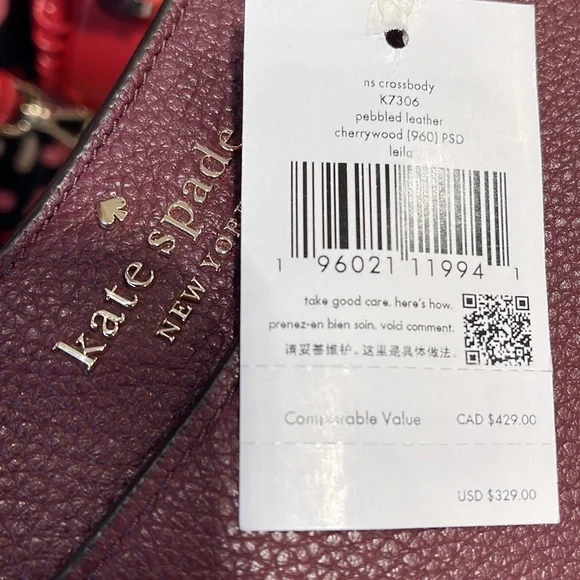 kate spade
NEW YORK
ns crossbody
K7306
pebbled leather
cherrywood (960) PSD
leila
1 96021 11994 1
take good care. here's how.
prenez-en bien soin. voici comment.
请妥善维护。这里是具体做法。
Comparable Value CAD $429.00
USD $329.00